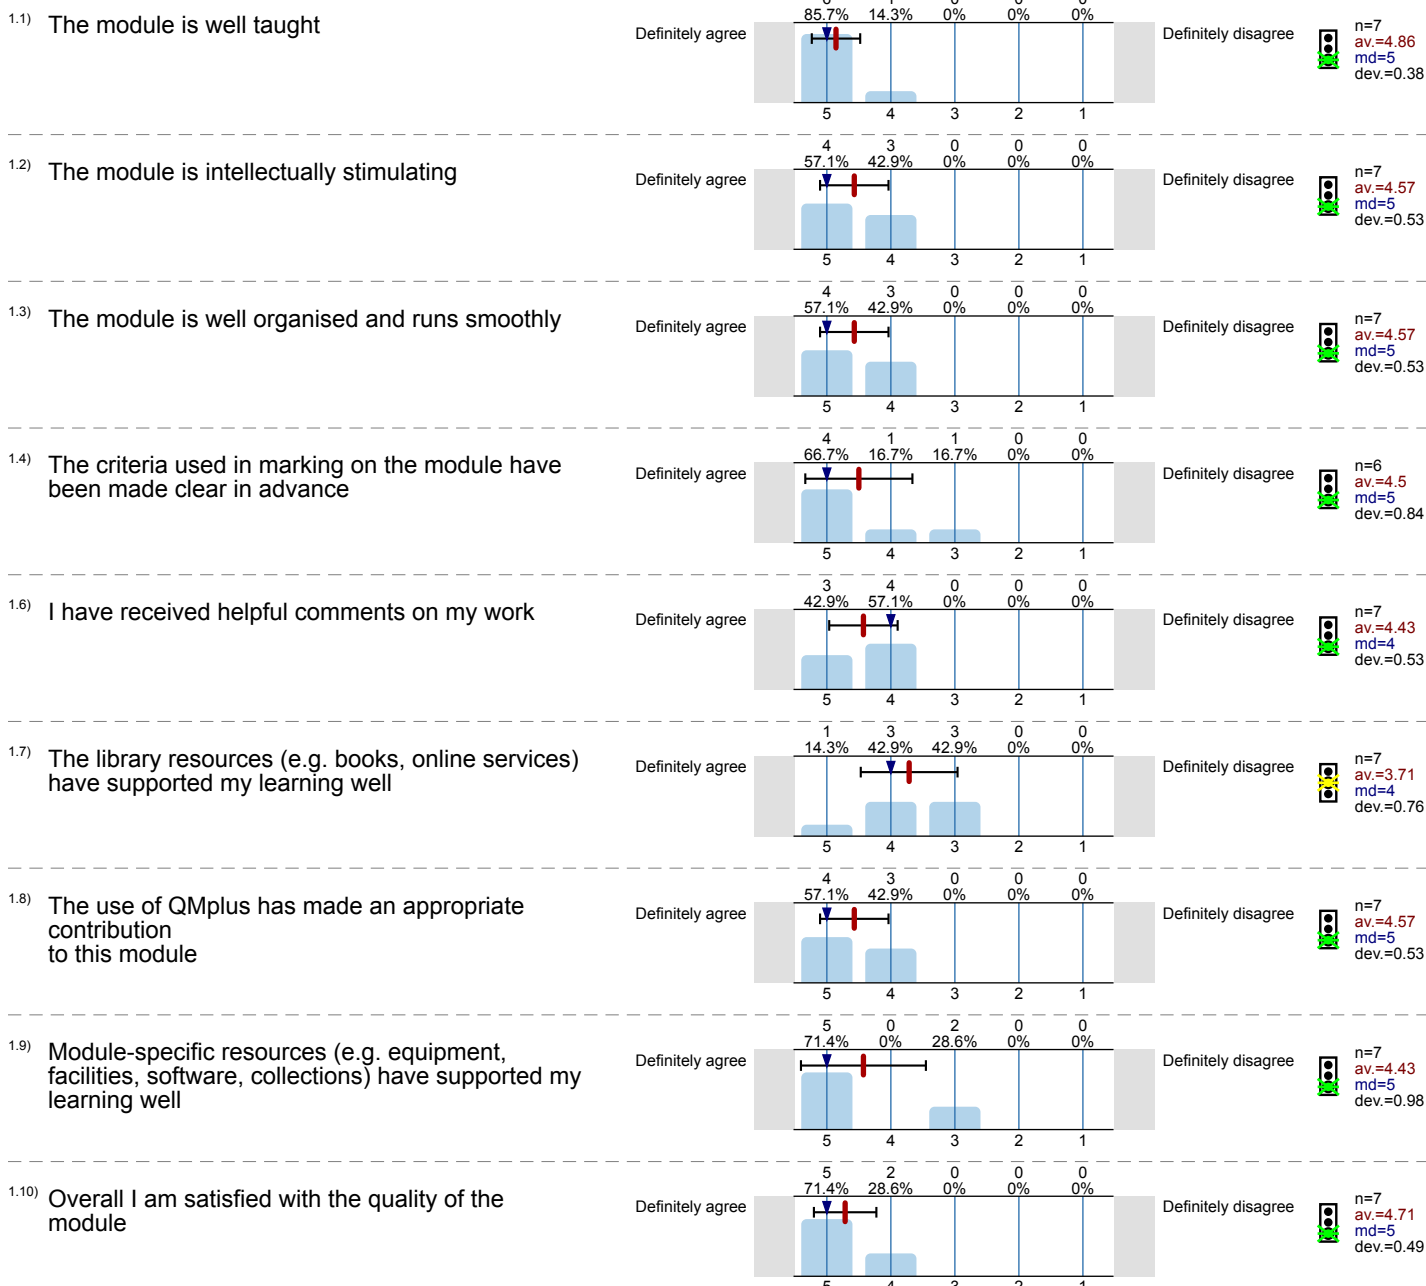 6 1 0 0 0
85.7% 14.3% 0% 0% 0%
1.1) The module is well taught
Definitely agree
Definitely disagree
n=7
av.=4.86
md=5
dev.=0.38
5 4 3 2 1
4 3 0 0 0
57.1% 42.9% 0% 0% 0%
1.2) The module is intellectually stimulating
Definitely agree
Definitely disagree
n=7
av.=4.57
md=5
dev.=0.53
5 4 3 2 1
4 3 0 0 0
57.1% 42.9% 0% 0% 0%
1.3) The module is well organised and runs smoothly
Definitely agree
Definitely disagree
n=7
av.=4.57
md=5
dev.=0.53
5 4 3 2 1
4 1 1 0 0
66.7% 16.7% 16.7% 0% 0%
1.4) The criteria used in marking on the module have
been made clear in advance
Definitely agree
Definitely disagree
n=6
av.=4.5
md=5
dev.=0.84
5 4 3 2 1
3 4 0 0 0
42.9% 57.1% 0% 0% 0%
1.6) I have received helpful comments on my work
Definitely agree
Definitely disagree
n=7
av.=4.43
md=4
dev.=0.53
5 4 3 2 1
1 3 3 0 0
14.3% 42.9% 42.9% 0% 0%
1.7) The library resources (e.g. books, online services)
have supported my learning well
Definitely agree
Definitely disagree
n=7
av.=3.71
md=4
dev.=0.76
5 4 3 2 1
4 3 0 0 0
57.1% 42.9% 0% 0% 0%
1.8) The use of QMplus has made an appropriate
contribution
to this module
Definitely agree
Definitely disagree
n=7
av.=4.57
md=5
dev.=0.53
5 4 3 2 1
5 0 2 0 0
71.4% 0% 28.6% 0% 0%
1.9) Module-specific resources (e.g. equipment,
facilities, software, collections) have supported my
learning well
Definitely agree
Definitely disagree
n=7
av.=4.43
md=5
dev.=0.98
5 4 3 2 1
5 2 0 0 0
71.4% 28.6% 0% 0% 0%
1.10) Overall I am satisfied with the quality of the
module
Definitely agree
Definitely disagree
n=7
av.=4.71
md=5
dev.=0.49
5 4 3 2 1